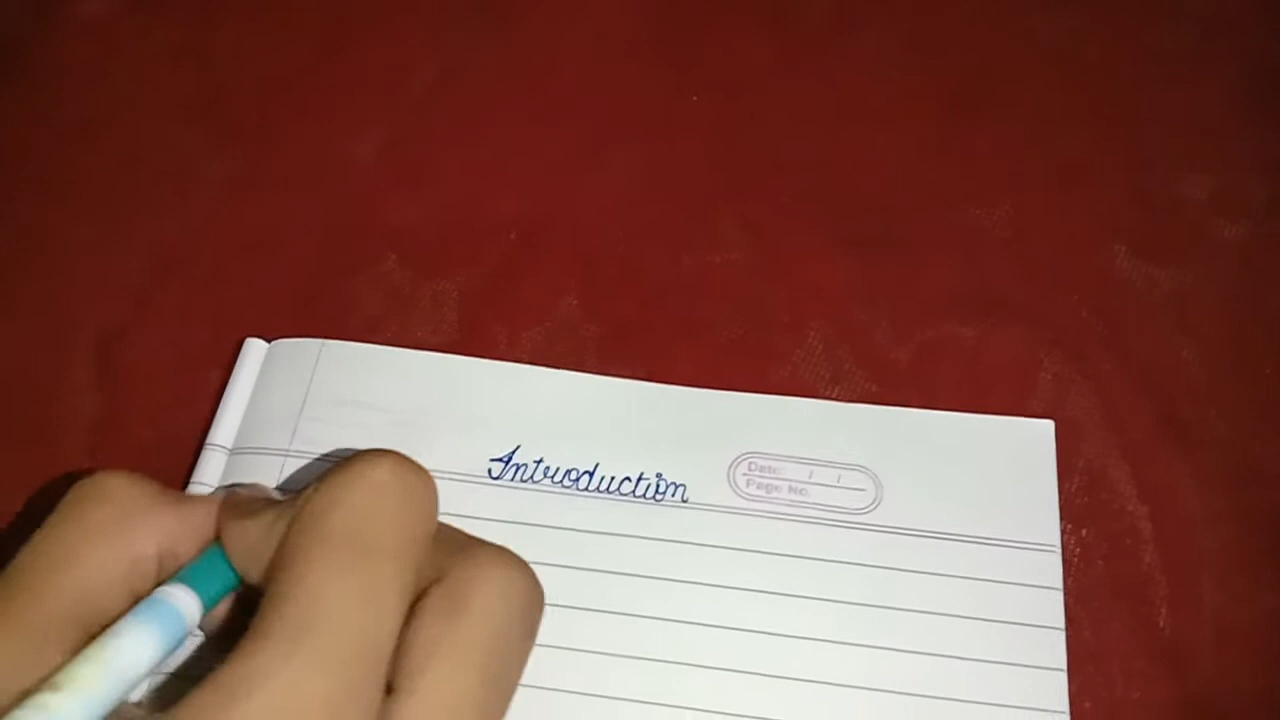 Introduction
Date: / /
Page No.